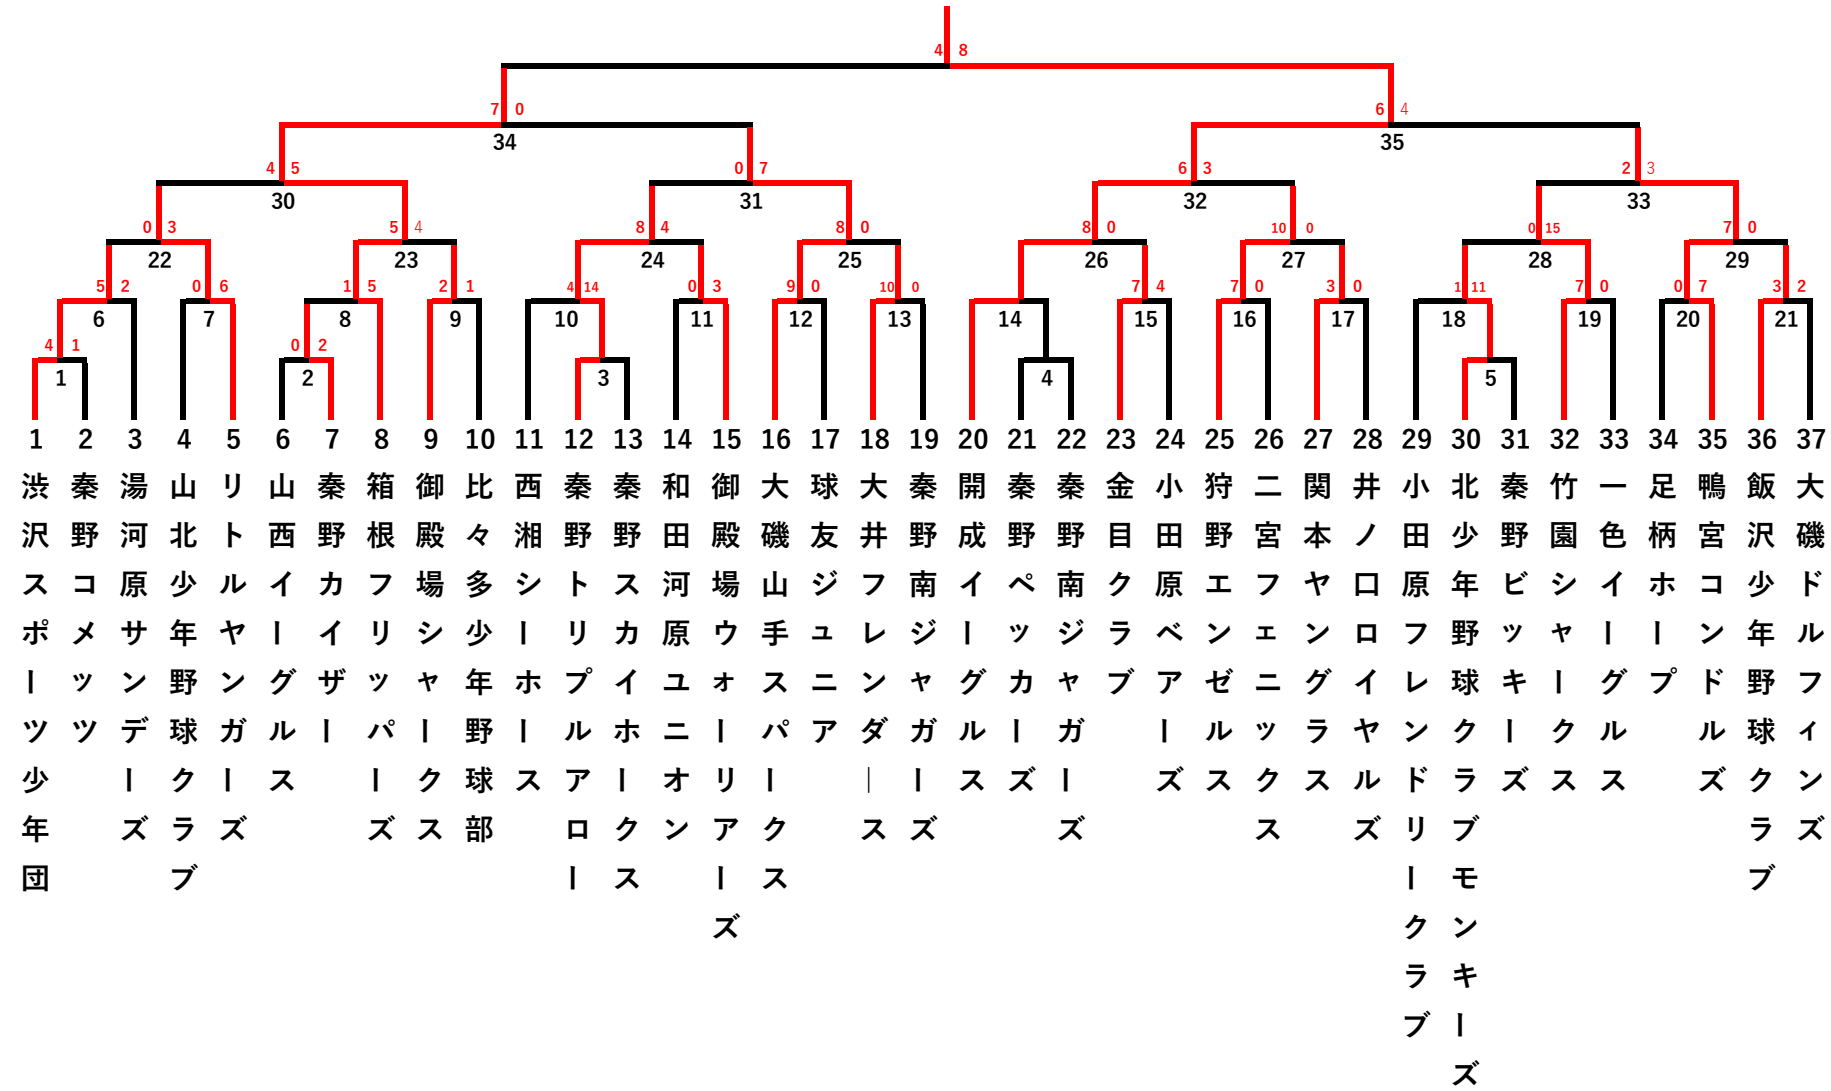 4 8
7 0
6 4
34
35
4 5
0 7
6 3
2 3
30
31
32
33
0 3
5 4
8 4
8 0
8 0
10 0
0 15
7 0
22
23
24
25
26
27
28
29
5 2
0 6
1 5
2 1
4 14
0 3
9 0
10 0
7 4
7 0
3 0
1 11
7 0
0 7
3 2
6
7
8
9
10
11
12
13
14
15
16
17
18
19
20
21
4 1
0 2
1
2
3
4
5
1 渋沢スポーツ少年団
2 秦野コメッツ
3 湯河原サンデーズ
4 山北少年野球クラブ
5 リトルヤンガーズ
6 山西イーグルス
7 秦野カイザー
8 箱根フリッパーズ
9 御殿場シャークス
10 比々多少年野球部
11 西湘シーホース
12 秦野トリプルアロー
13 秦野スカイホークス
14 和田河原ユニオン
15 御殿場ウォーリアーズ
16 大磯山手スパークス
17 球友ジュニア
18 大井フレンダ―ス
19 秦野南ジャガーズ
20 開成イーグルス
21 秦野ペッカーズ
22 秦野南ジャガーズ
23 金目クラブ
24 小田原ベアーズ
25 狩野エンゼルス
26 二宮フェニックス
27 関本ヤングラス
28 井ノ口ロイヤルズ
29 小田原フレンドリークラブ
30 北少年野球クラブモンキーズ
31 秦野ビッキーズ
32 竹園シャークス
33 一色イーグルス
34 足柄ホープ
35 鴨宮コンドルズ
36 飯沢少年野球クラブ
37 大磯ドルフィンズ